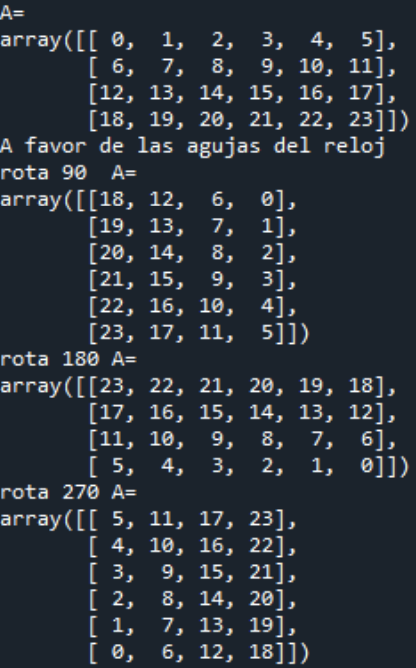 A=
array([[ 0,  1,  2,  3,  4,  5],
       [ 6,  7,  8,  9, 10, 11],
       [12, 13, 14, 15, 16, 17],
       [18, 19, 20, 21, 22, 23]])
A favor de las agujas del reloj
rota 90  A=
array([[18, 12,  6,  0],
       [19, 13,  7,  1],
       [20, 14,  8,  2],
       [21, 15,  9,  3],
       [22, 16, 10,  4],
       [23, 17, 11,  5]])
rota 180 A=
array([[23, 22, 21, 20, 19, 18],
       [17, 16, 15, 14, 13, 12],
       [11, 10,  9,  8,  7,  6],
       [ 5,  4,  3,  2,  1,  0]])
rota 270 A=
array([[ 5, 11, 17, 23],
       [ 4, 10, 16, 22],
       [ 3,  9, 15, 21],
       [ 2,  8, 14, 20],
       [ 1,  7, 13, 19],
       [ 0,  6, 12, 18]])